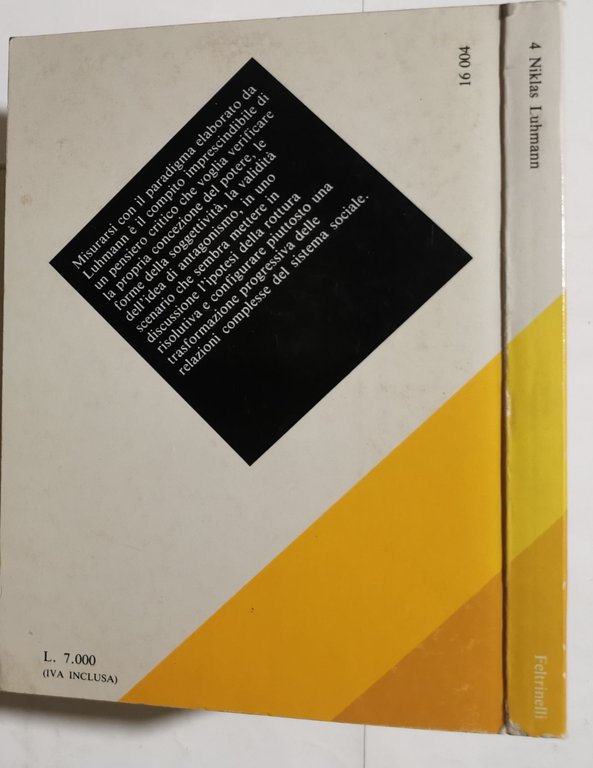 16 004
Misurarsi con il paradigma elaborato da
Luhmann è il compito imprescindibile di
un pensiero critico che voglia verificare
la propria concezione del potere, le
forme della soggettività, la validità
dell'idea di antagonismo, in uno
scenario che sembra mettere in
discussione l'ipotesi della rottura
risolutiva e configurare piuttosto una
trasformazione progressiva delle
relazioni complesse del sistema sociale.
L. 7.000
(IVA INCLUSA)
4 Niklas Luhmann
Feltrinelli